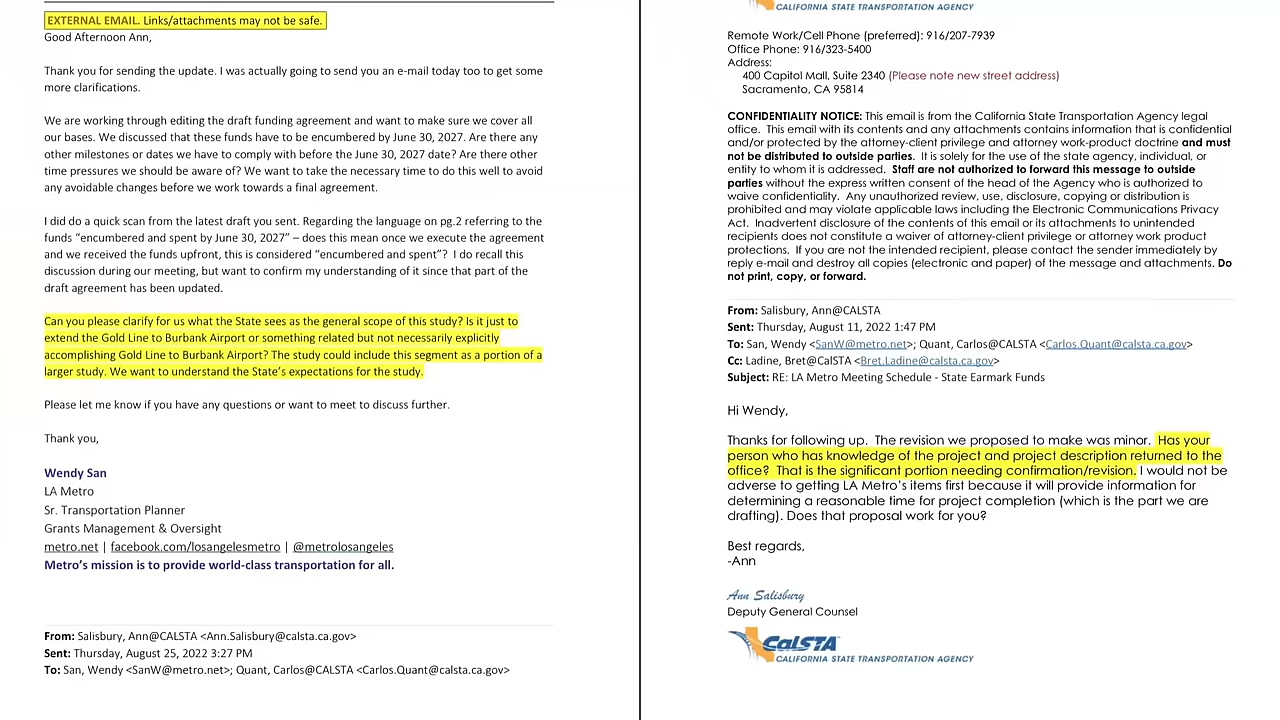 EXTERNAL EMAIL. Links/attachments may not be safe.
Good Afternoon Ann,
Thank you for sending the update. I was actually going to send you an e-mail today too to get some
more clarifications.
We are working through editing the draft funding agreement and want to make sure we cover all
our bases. We discussed that these funds have to be encumbered by June 30, 2027. Are there any
other milestones or dates we have to comply with before the June 30, 2027 date? Are there other
time pressures we should be aware of? We want to take the necessary time to do this well to avoid
any avoidable changes before we work towards a final agreement.
I did do a quick scan from the latest draft you sent. Regarding the language on pg.2 referring to the
funds “encumbered and spent by June 30, 2027” – does this mean once we execute the agreement
and we received the funds upfront, this is considered “encumbered and spent”? I do recall this
discussion during our meeting, but want to confirm my understanding of it since that part of the
draft agreement has been updated.
Can you please clarify for us what the State sees as the general scope of this study? Is it just to
extend the Gold Line to Burbank Airport or something related but not necessarily explicitly
accomplishing Gold Line to Burbank Airport? The study could include this segment as a portion of a
larger study. We want to understand the State’s expectations for the study.
Please let me know if you have any questions or want to meet to discuss further.
Thank you,
Wendy San
LA Metro
Sr. Transportation Planner
Grants Management & Oversight
metro.net | facebook.com/losangelesmetro | @metrolosangeles
Metro’s mission is to provide world-class transportation for all.
From: Salisbury, Ann@CALSTA <Ann.Salisbury@calsta.ca.gov>
Sent: Thursday, August 25, 2022 3:27 PM
To: San, Wendy <SanW@metro.net>; Quant, Carlos@CALSTA <Carlos.Quant@calsta.ca.gov>
CALIFORNIA STATE TRANSPORTATION AGENCY
Remote Work/Cell Phone (preferred): 916/207-7939
Office Phone: 916/323-5400
Address:
400 Capitol Mall, Suite 2340 (Please note new street address)
Sacramento, CA 95814
CONFIDENTIALITY NOTICE: This email is from the California State Transportation Agency legal
office. This email with its contents and any attachments contains information that is confidential
and/or protected by the attorney-client privilege and attorney work-product doctrine and must
not be distributed to outside parties. It is solely for the use of the state agency, individual, or
entity to whom it is addressed. Staff are not authorized to forward this message to outside
parties without the express written consent of the head of the Agency who is authorized to
waive confidentiality. Any unauthorized review, use, disclosure, copying or distribution is
prohibited and may violate applicable laws including the Electronic Communications Privacy
Act. Inadvertent disclosure of the contents of this email or its attachments to unintended
recipients does not constitute a waiver of attorney-client privilege or attorney work product
protections. If you are not the intended recipient, please contact the sender immediately by
reply e-mail and destroy all copies (electronic and paper) of the message and attachments. Do
not print, copy, or forward.
From: Salisbury, Ann@CALSTA
Sent: Thursday, August 11, 2022 1:47 PM
To: San, Wendy <SanW@metro.net>; Quant, Carlos@CALSTA <Carlos.Quant@calsta.ca.gov>
Cc: Ladine, Bret@CalSTA <Bret.Ladine@calsta.ca.gov>
Subject: RE: LA Metro Meeting Schedule - State Earmark Funds
Hi Wendy,
Thanks for following up. The revision we proposed to make was minor. Has your
person who has knowledge of the project and project description returned to the
office? That is the significant portion needing confirmation/revision. I would not be
adverse to getting LA Metro’s items first because it will provide information for
determining a reasonable time for project completion (which is the part we are
drafting). Does that proposal work for you?
Best regards,
-Ann
Ann Salisbury
Deputy General Counsel
CalSTA
CALIFORNIA STATE TRANSPORTATION AGENCY